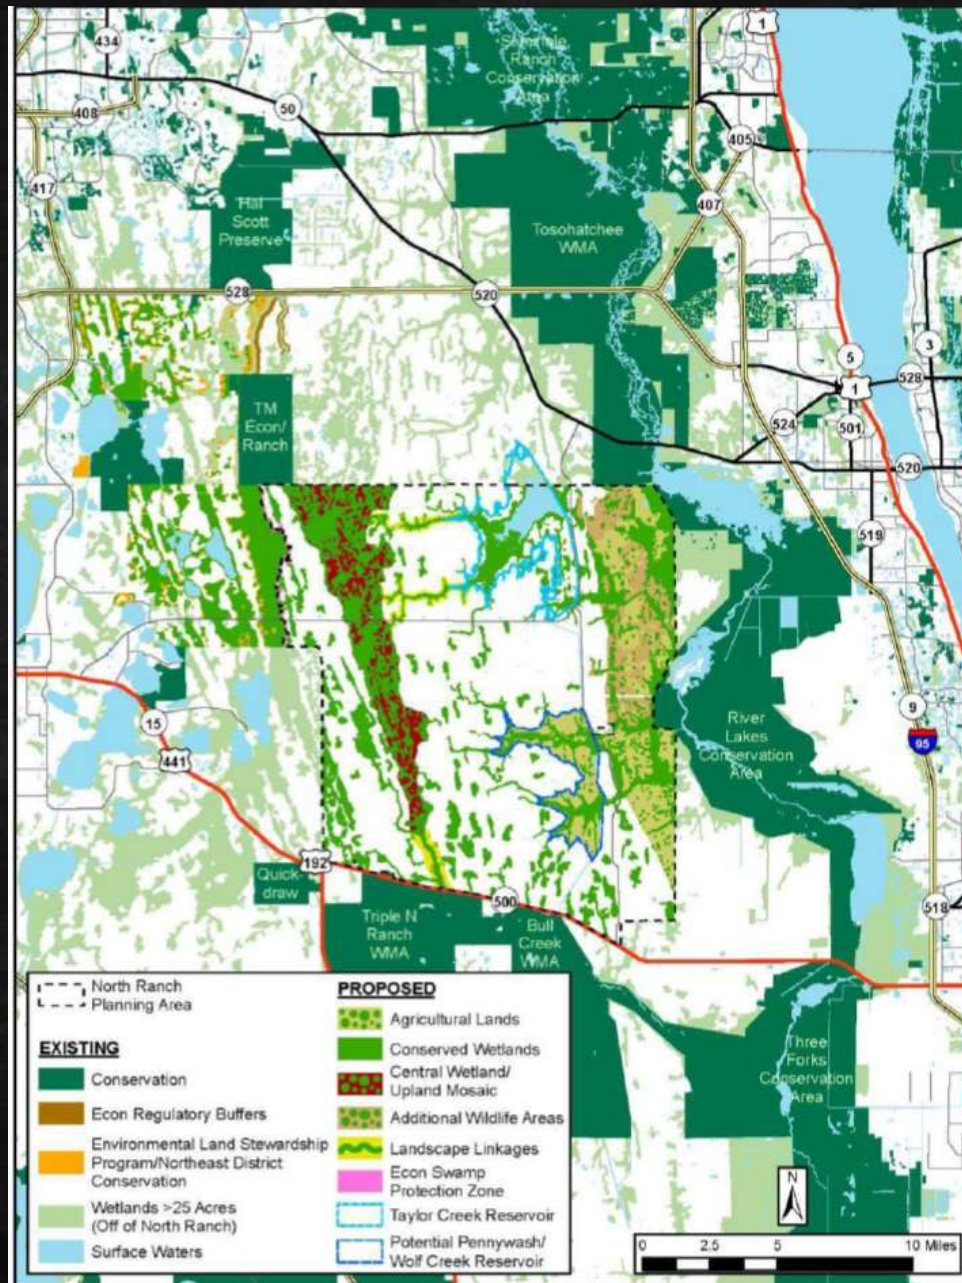 1
434
Seminole
Ranch
Conservation
Area
50
408
405
417
407
Hal
Scott
Preserve
Tosohatchee
WMA
528
520
3
5
1
528
TM
Econ/
Ranch
524
501
520
519
9
95
River
Lakes
Conservation
Area
15
441
192
Quick-
draw
500
518
Triple N
Ranch
WMA
Bull
Creek
WMA
Three
Forks
Conservation
Area
North Ranch
Planning Area
EXISTING
Conservation
Econ Regulatory Buffers
Environmental Land Stewardship
Program/Northeast District
Conservation
Wetlands >25 Acres
(Off of North Ranch)
Surface Waters
PROPOSED
Agricultural Lands
Conserved Wetlands
Central Wetland/
Upland Mosaic
Additional Wildlife Areas
Landscape Linkages
Econ Swamp
Protection Zone
Taylor Creek Reservoir
Potential Pennywash/
Wolf Creek Reservoir
N
0 2.5 5 10 Miles